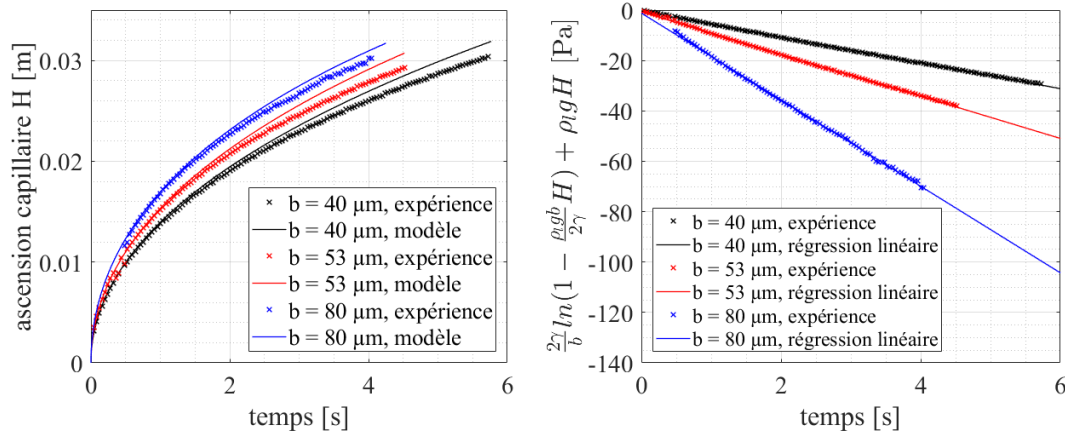 ascension capillaire H [m]
0.03
0.02
0.01
0
0
2
4
6
temps [s]
b = 40 µm, expérience
b = 40 µm, modèle
b = 53 µm, expérience
b = 53 µm, modèle
b = 80 µm, expérience
b = 80 µm, modèle
2γ/b ln(1 − ρₗgb/2γ H) + ρₗgH [Pa]
0
-20
-40
-60
-80
-100
-120
-140
0
2
4
6
temps [s]
b = 40 µm, expérience
b = 40 µm, régression linéaire
b = 53 µm, expérience
b = 53 µm, régression linéaire
b = 80 µm, expérience
b = 80 µm, régression linéaire